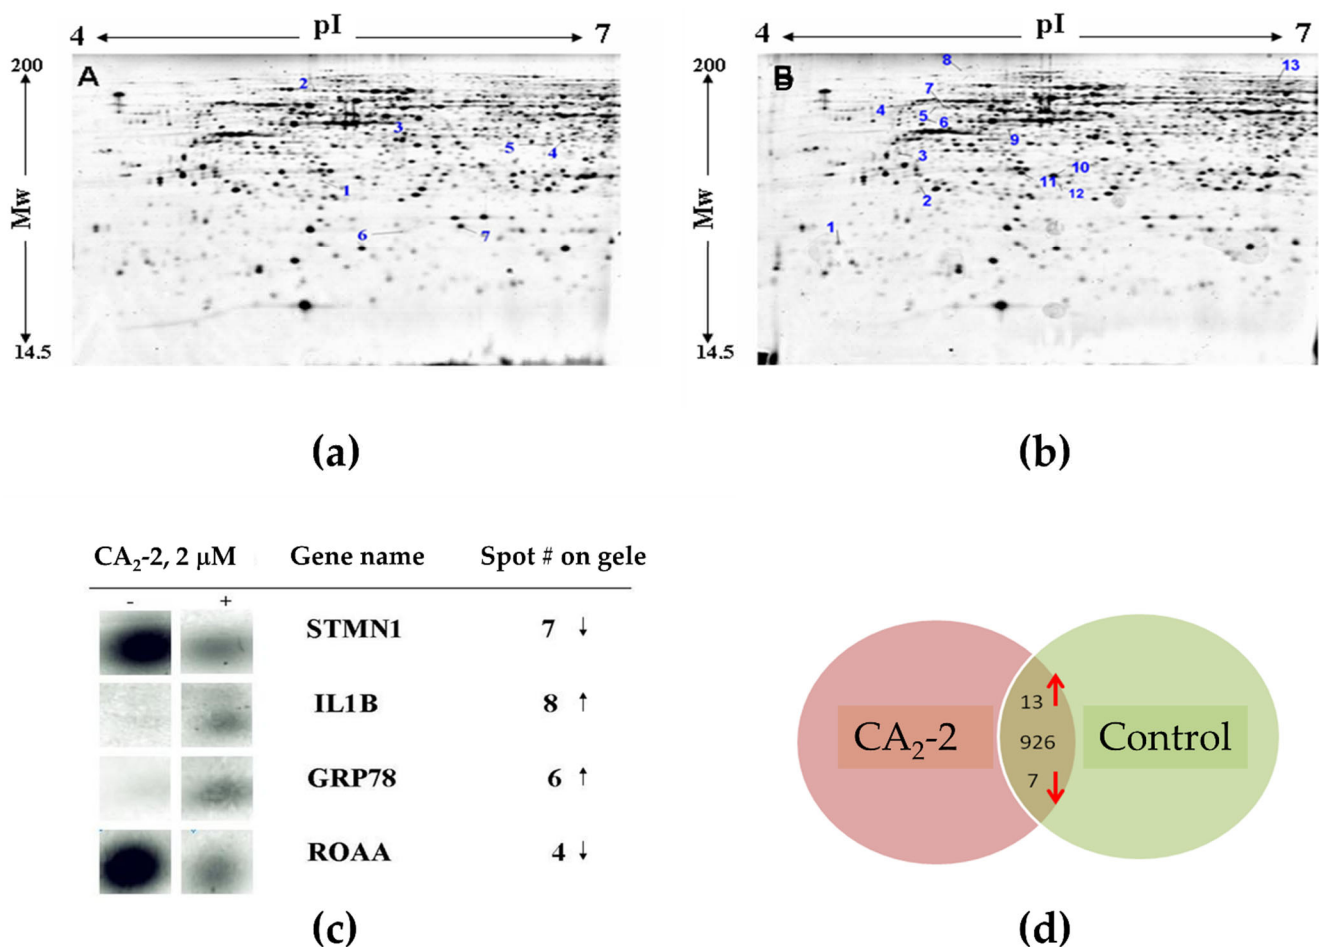 4 pI 7
200
A
2
3
5 4
1
6 7
Mw
14.5
(a)
4 pI 7
200
B
8 13
7
4 5 6
9
3 10
11 12
2
1
Mw
14.5
(b)
CA₂-2, 2 µM Gene name Spot # on gele
- +
STMN1 7 ↓
IL1B 8 ↑
GRP78 6 ↑
ROAA 4 ↓
(c)
13
CA₂-2 926 Control
7
(d)